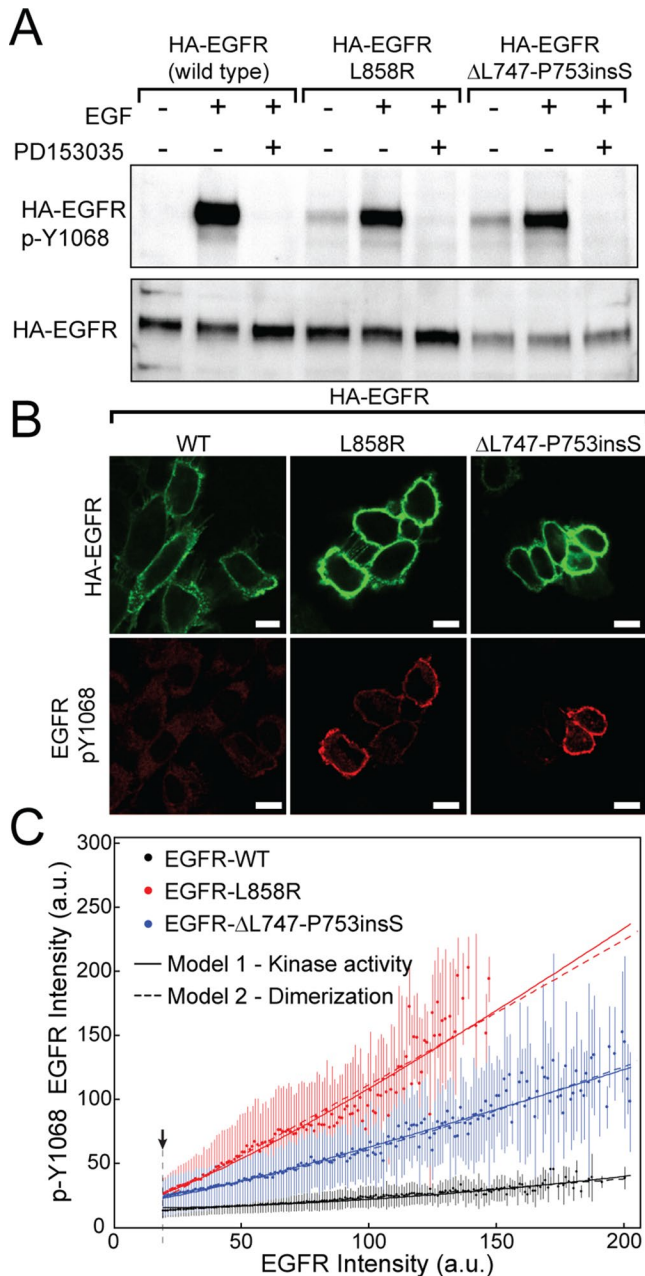 A
HA-EGFR (wild type)
HA-EGFR L858R
HA-EGFR ΔL747-P753insS
EGF - + + - + + - + +
PD153035 - - + - - + - - +
HA-EGFR p-Y1068
HA-EGFR
HA-EGFR
B
WT L858R ΔL747-P753insS
HA-EGFR
EGFR pY1068
C
300
250
200
150
100
50
0
p-Y1068 EGFR Intensity (a.u.)
EGFR-WT
EGFR-L858R
EGFR-ΔL747-P753insS
Model 1 - Kinase activity
Model 2 - Dimerization
0 50 100 150 200
EGFR Intensity (a.u.)